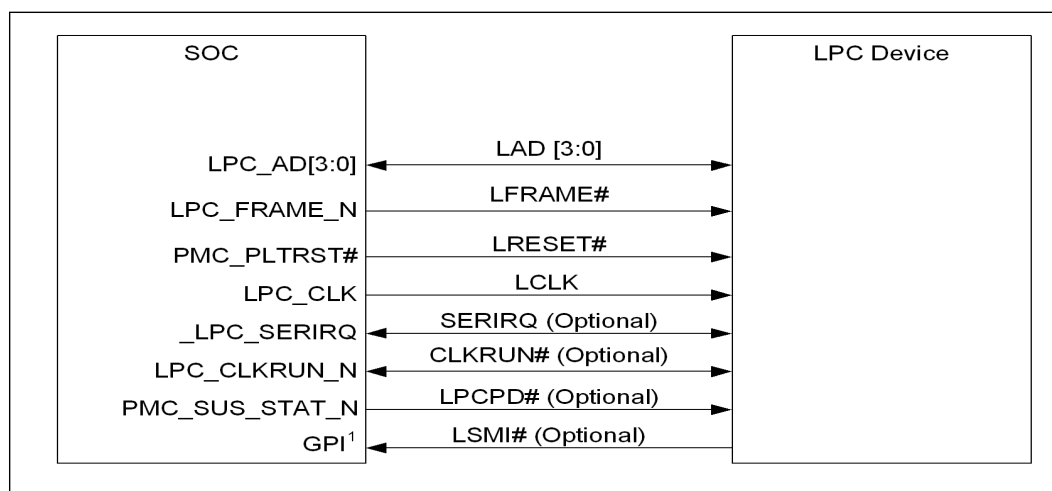 SOC
LPC Device
LPC_AD[3:0]
LAD [3:0]
LPC_FRAME_N
LFRAME#
PMC_PLTRST#
LRESET#
LPC_CLK
LCLK
_LPC_SERIRQ
SERIRQ (Optional)
LPC_CLKRUN_N
CLKRUN# (Optional)
PMC_SUS_STAT_N
LPCPD# (Optional)
GPI¹
LSMI# (Optional)